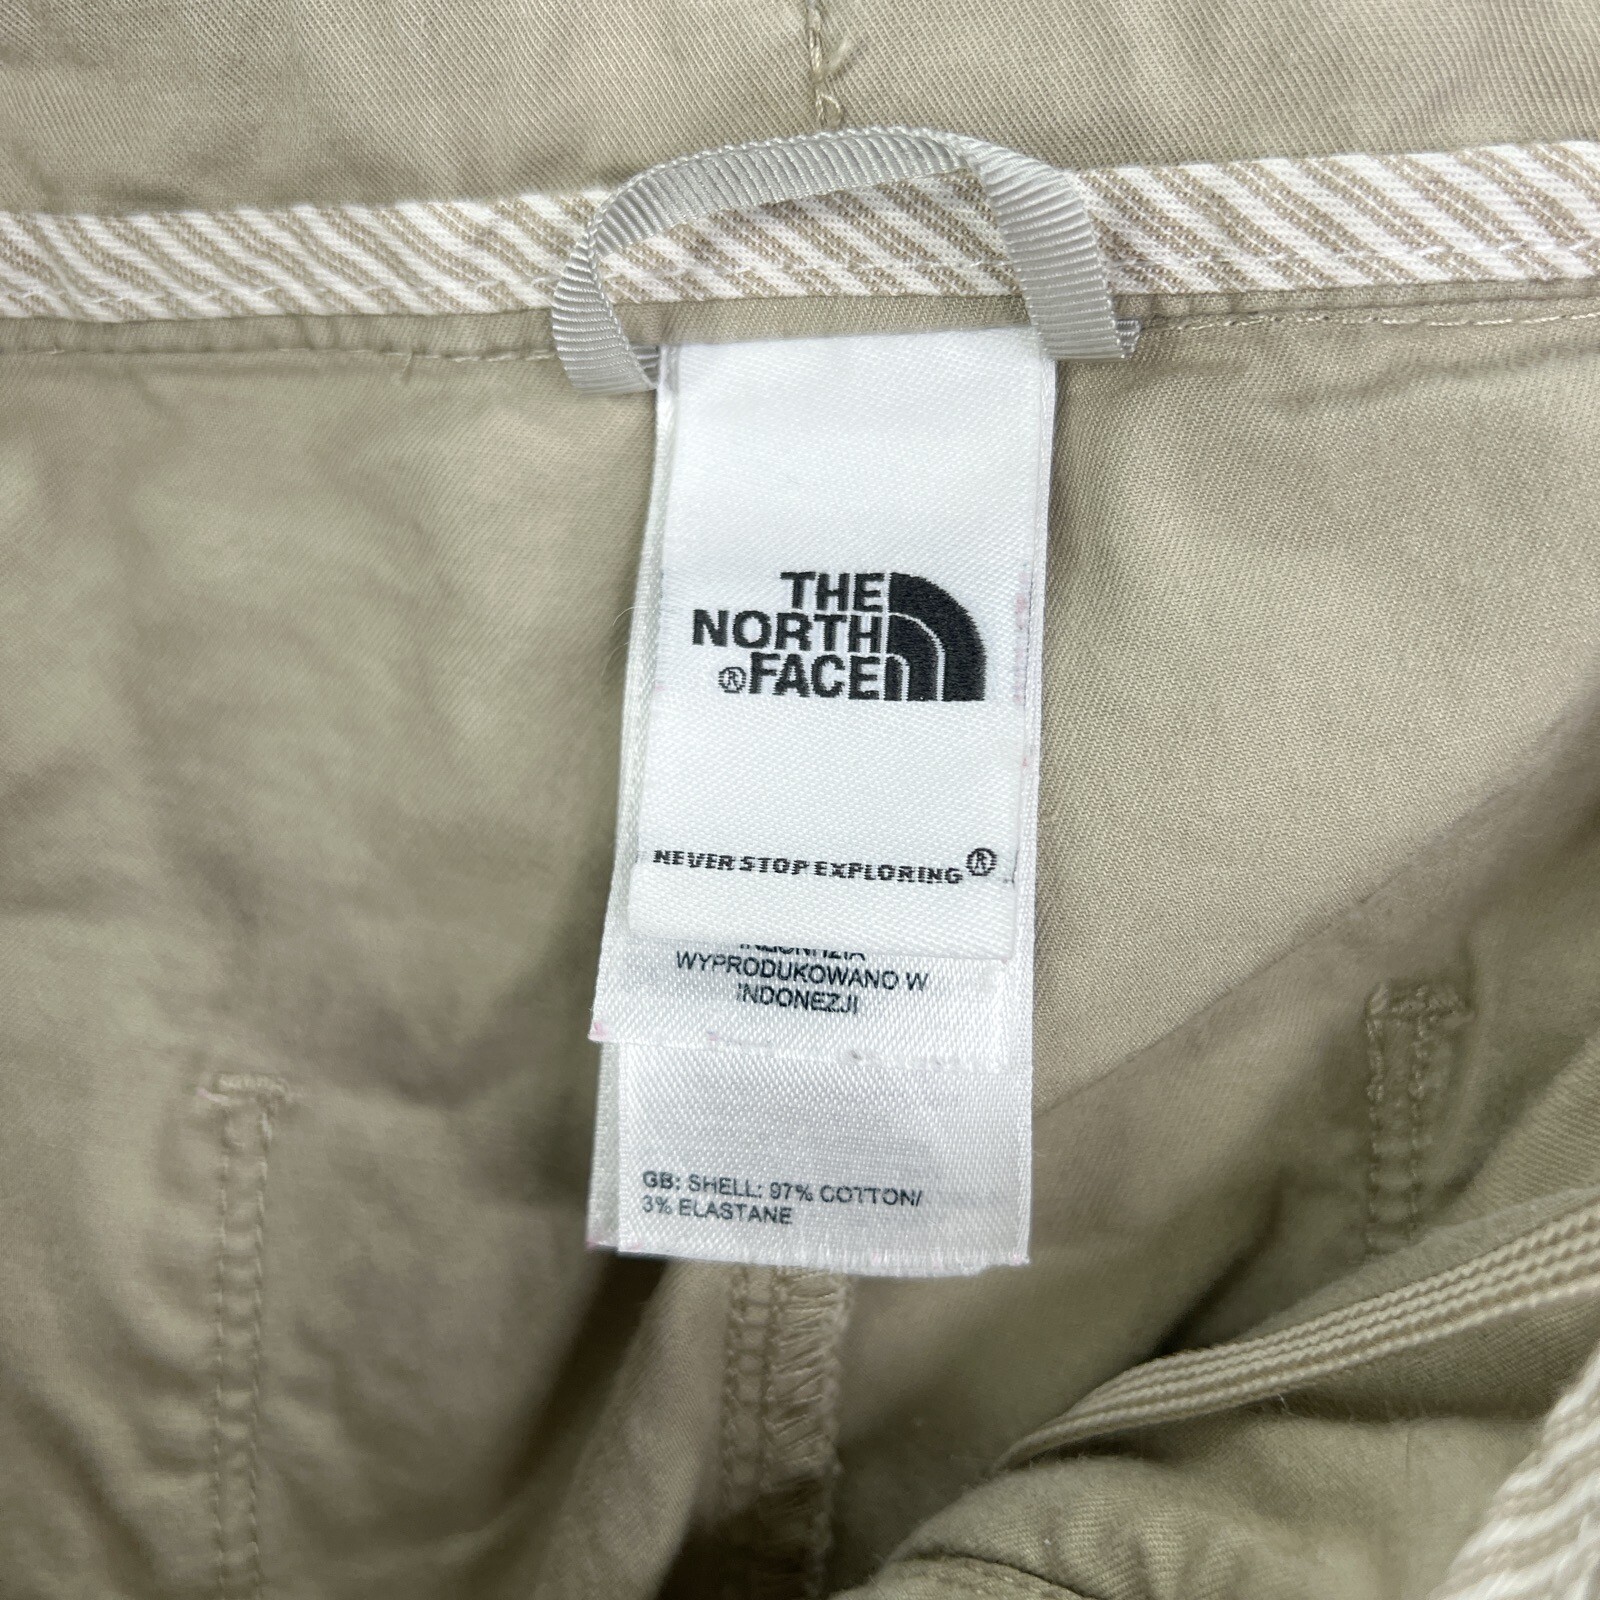 THE
NORTH
®FACE
NEVER STOP EXPLORING®
WYPRODUKOWANO W
INDONEZJI
GB: SHELL: 97% COTTON/
3% ELASTANE